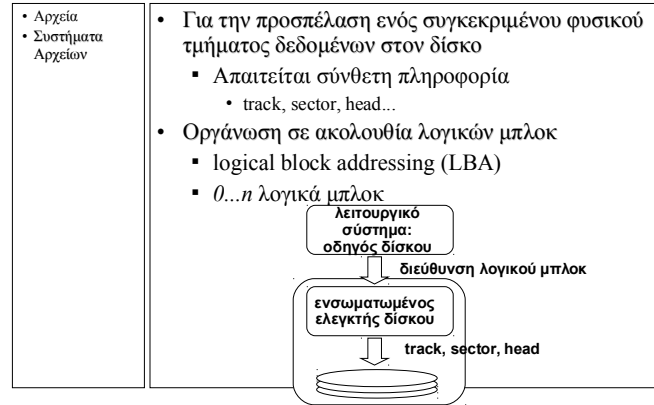 • Αρχεία
• Συστήματα
Αρχείων
• Για την προσπέλαση ενός συγκεκριμένου φυσικού
τμήματος δεδομένων στον δίσκο
▪ Απαιτείται σύνθετη πληροφορία
• track, sector, head...
• Οργάνωση σε ακολουθία λογικών μπλοκ
▪ logical block addressing (LBA)
▪ 0...n λογικά μπλοκ
λειτουργικό
σύστημα:
οδηγός δίσκου
διεύθυνση λογικού μπλοκ
ενσωματωμένος
ελεγκτής δίσκου
track, sector, head